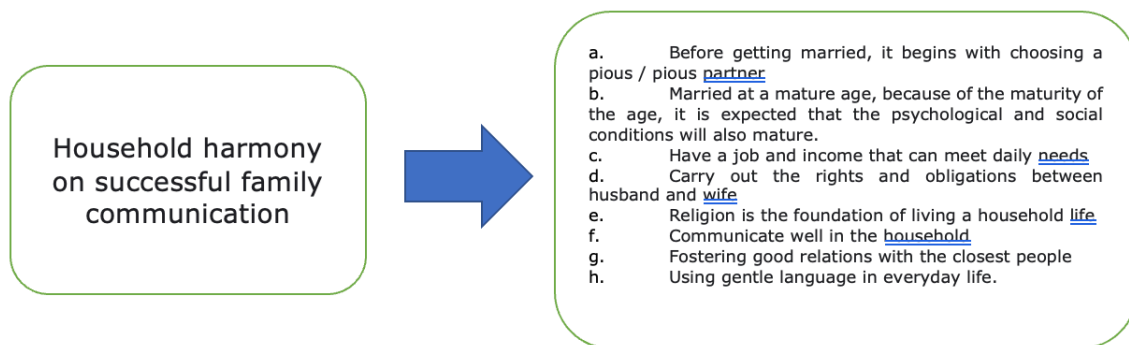 Household harmony
on successful family
communication
a. Before getting married, it begins with choosing a
pious / pious partner
b. Married at a mature age, because of the maturity of
the age, it is expected that the psychological and social
conditions will also mature.
c. Have a job and income that can meet daily needs
d. Carry out the rights and obligations between
husband and wife
e. Religion is the foundation of living a household life
f. Communicate well in the household
g. Fostering good relations with the closest people
h. Using gentle language in everyday life.